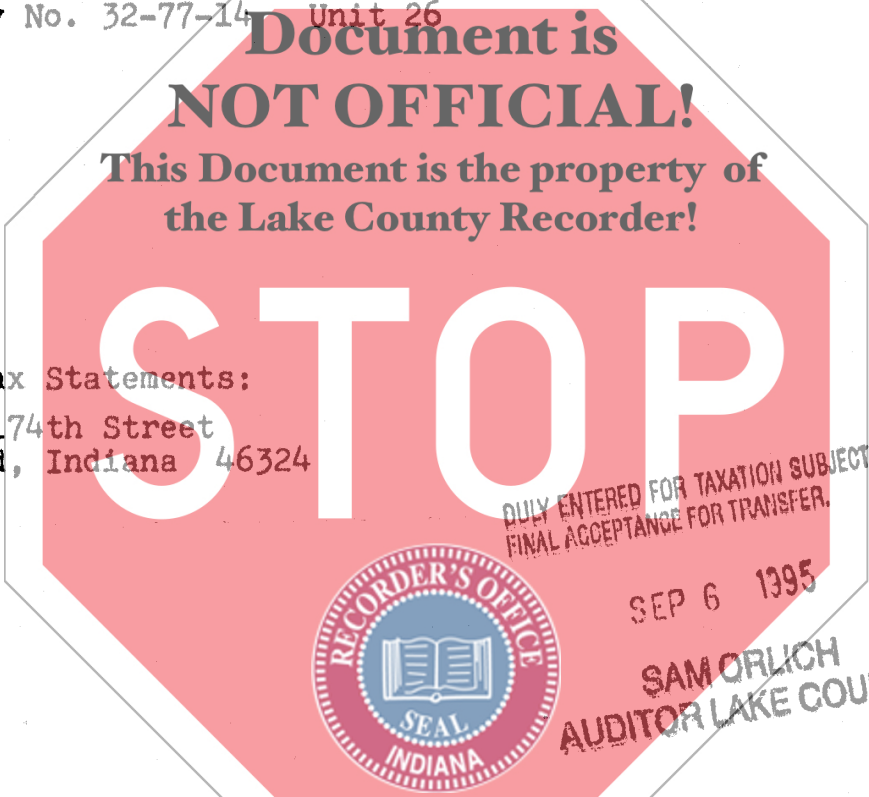 No. 32-77-14 Unit 26
Document is
NOT OFFICIAL!
This Document is the property of
the Lake County Recorder!
STOP
Statements:
74th Street
Indiana 46324
DULY ENTERED FOR TAXATION SUBJECT
FINAL ACCEPTANCE FOR TRANSFER.
SEP 6 1995
SAM ORLICH
AUDITOR LAKE COU
RECORDER'S OFFICE
SEAL
INDIANA